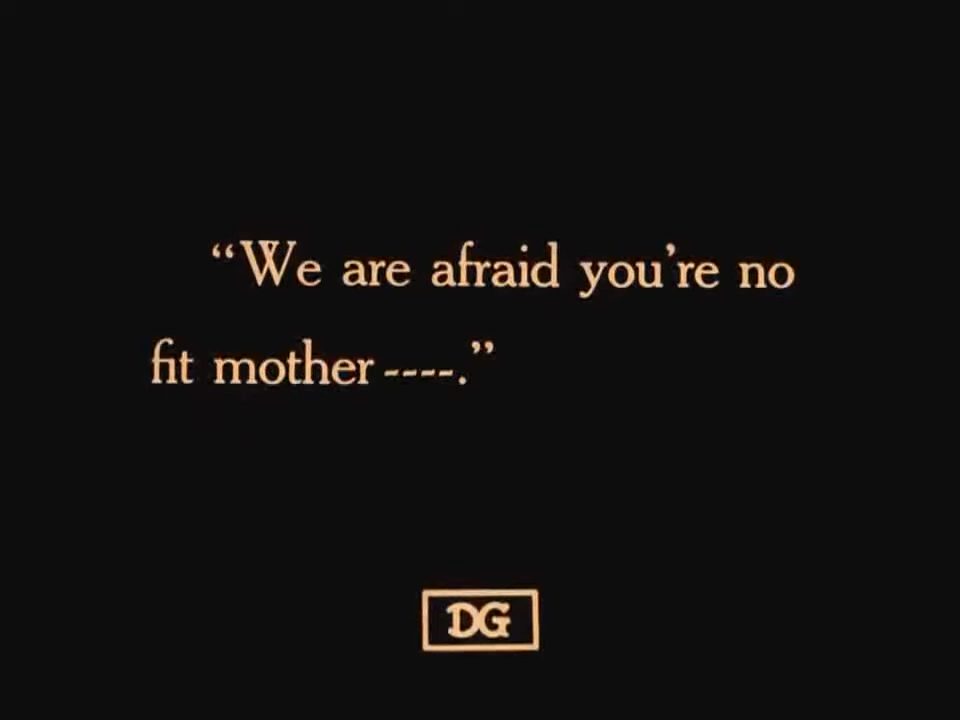 “We are afraid you're no
fit mother ----.”
DG